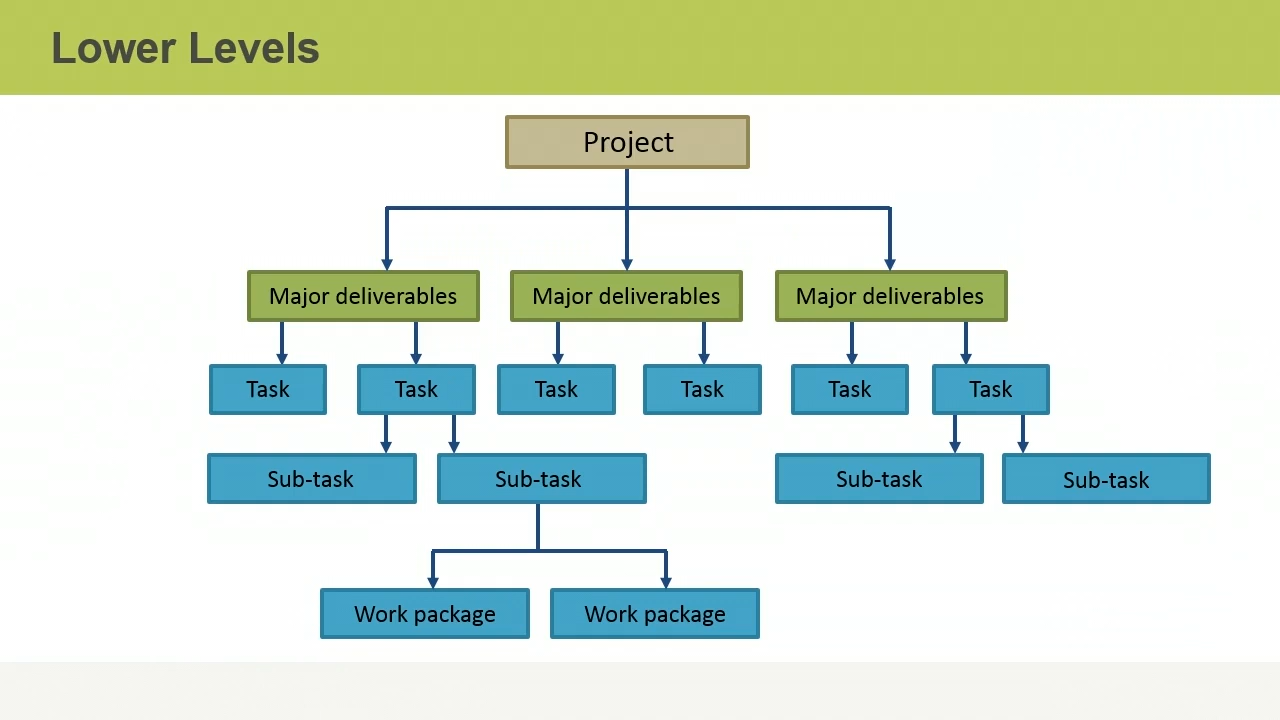 Lower Levels
Project
Major deliverables
Major deliverables
Major deliverables
Task
Task
Task
Task
Task
Task
Sub-task
Sub-task
Sub-task
Sub-task
Work package
Work package